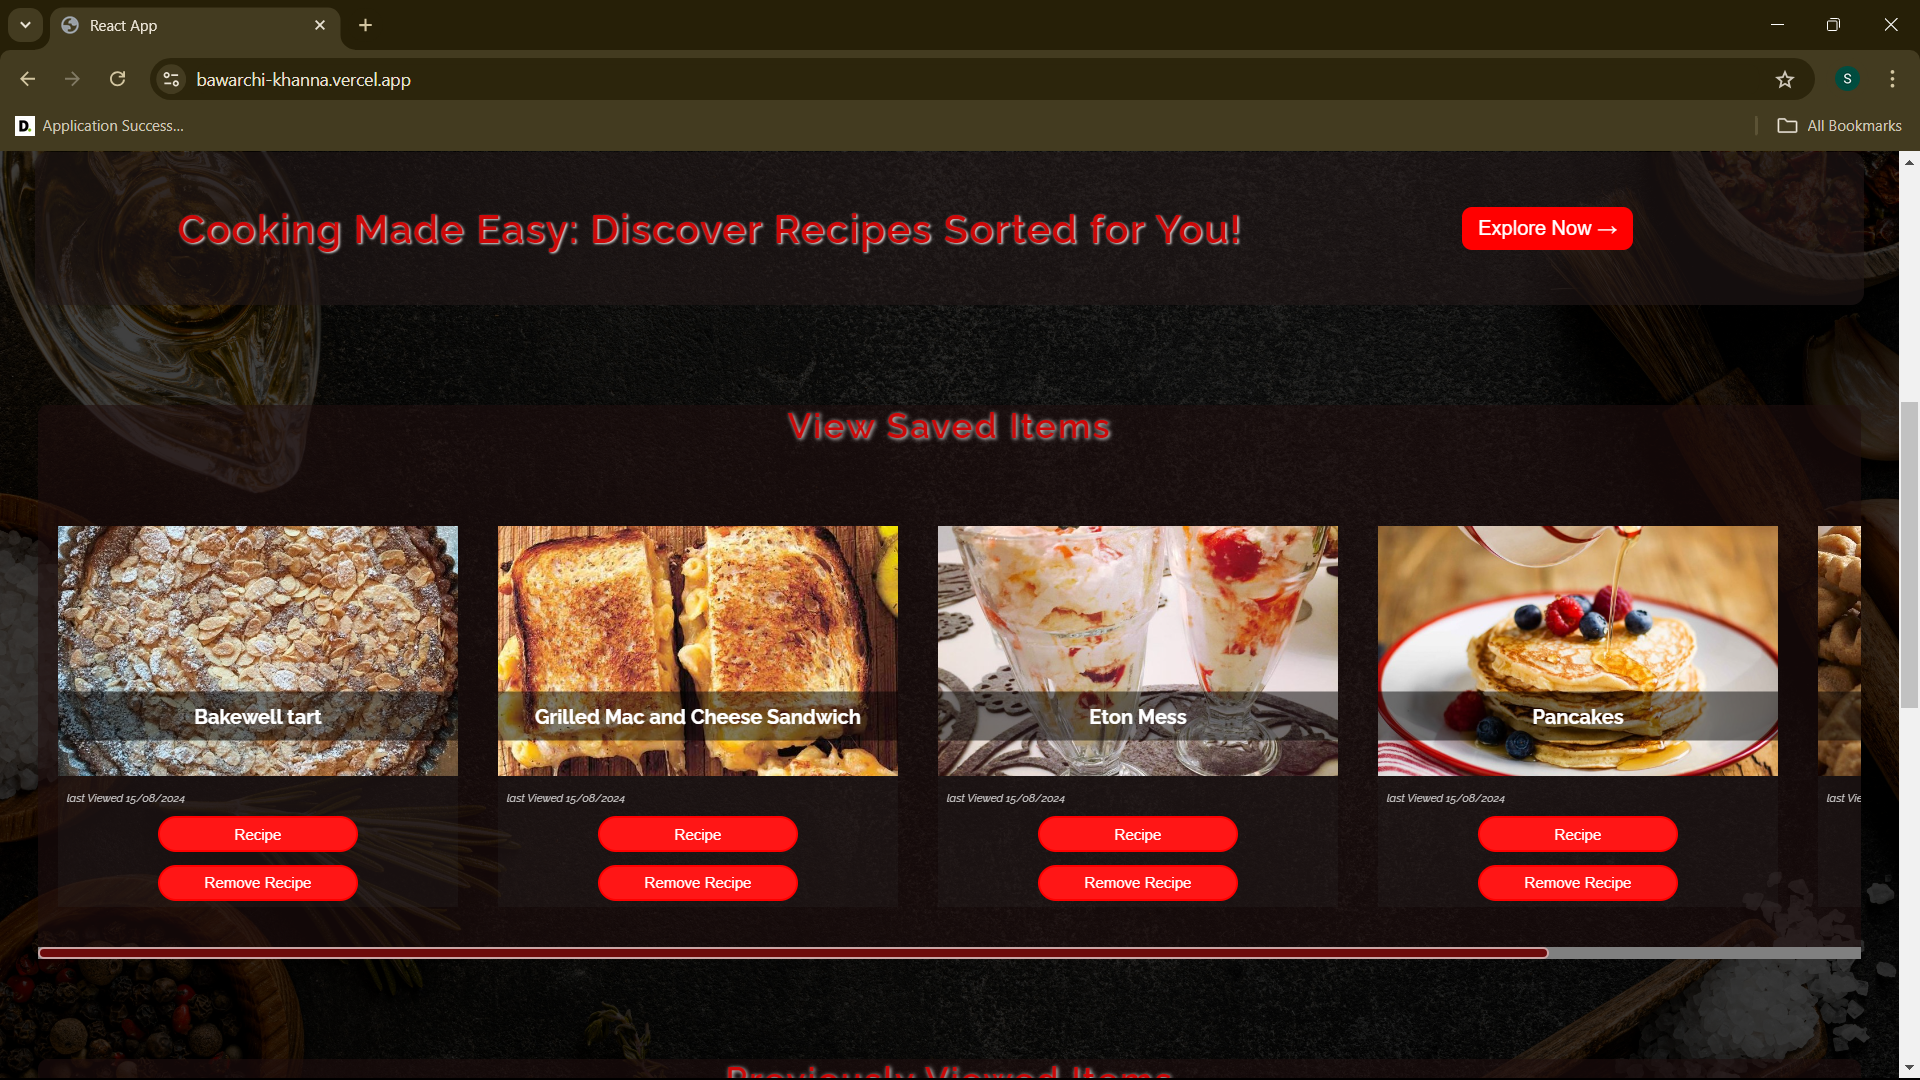 React App
bawarchi-khanna.vercel.app
S
D. Application Success...
All Bookmarks
Cooking Made Easy: Discover Recipes Sorted for You!
Explore Now →
View Saved Items
Bakewell tart
Grilled Mac and Cheese Sandwich
Eton Mess
Pancakes
last Viewed 15/08/2024
last Viewed 15/08/2024
last Viewed 15/08/2024
last Viewed 15/08/2024
last Vie
Recipe
Recipe
Recipe
Recipe
Remove Recipe
Remove Recipe
Remove Recipe
Remove Recipe
Previously Viewed Items